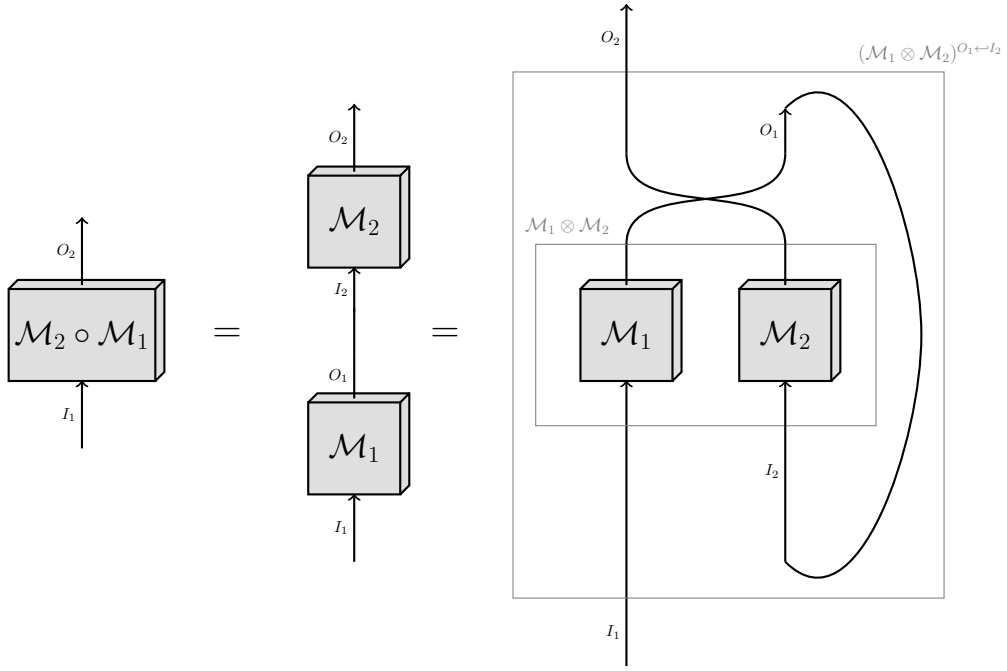 O₂
M₂ ∘ M₁
I₁
=
O₂
M₂
I₂
O₁
M₁
I₁
=
(M₁ ⊗ M₂)^{O₁↩I₂}
O₂
O₁
M₁ ⊗ M₂
M₁
M₂
I₂
I₁